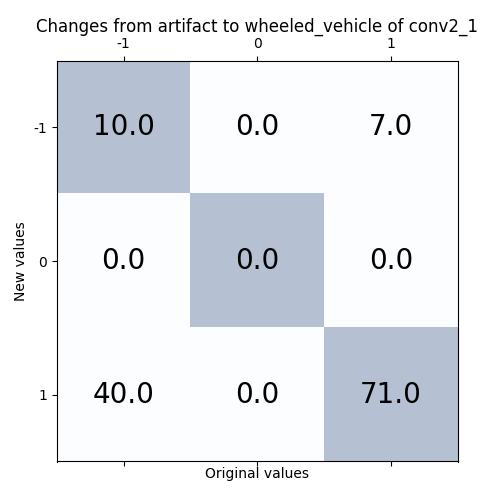 Changes from artifact to wheeled_vehicle of conv2_1
-1 0 1
-1 10.0 0.0 7.0
0 0.0 0.0 0.0
1 40.0 0.0 71.0
New values
Original values